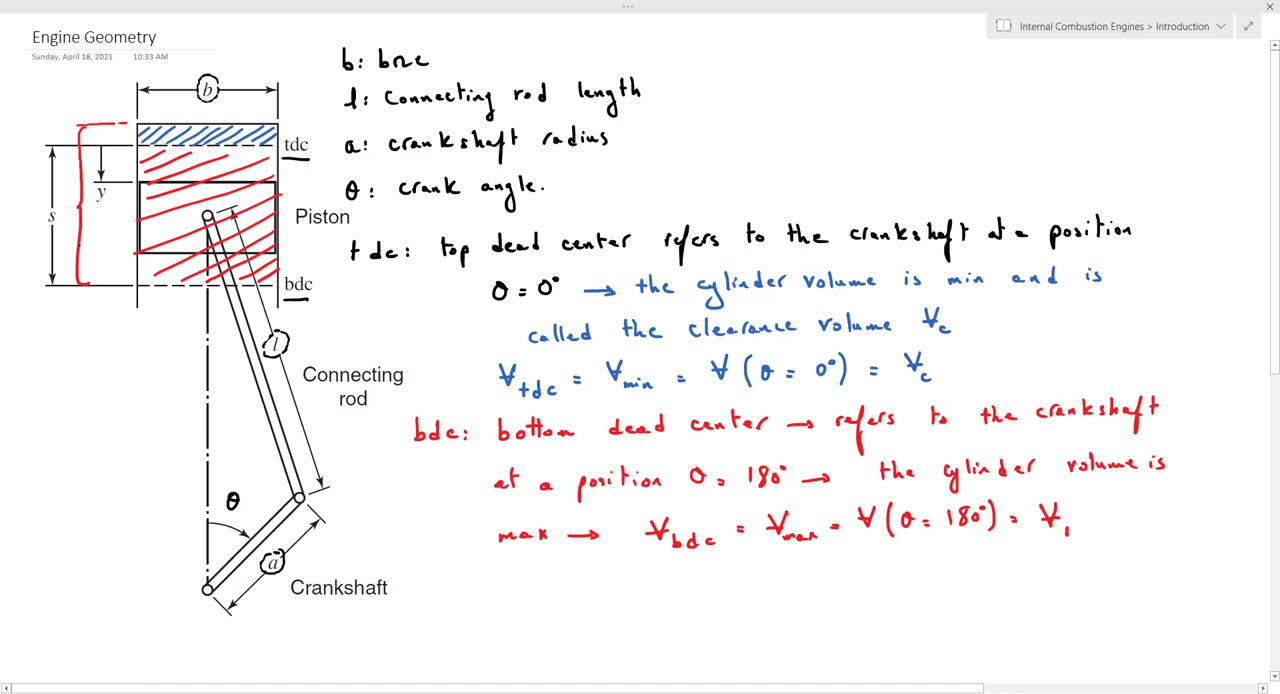 Internal Combustion Engines > Introduction
Engine Geometry
Sunday, April 18, 2021 10:33 AM
b: bore
l: connecting rod length
a: crankshaft radius
θ: crank angle.
tdc: top dead center refers to the crankshaft at a position
θ = 0° → the cylinder volume is min and is
called the clearance volume V̶c
V̶tdc = V̶min = V̶(θ = 0°) = V̶c
bdc: bottom dead center → refers to the crankshaft
at a position θ = 180° → the cylinder volume is
max → V̶bdc = V̶max = V̶(θ = 180°) = V̶1
b
tdc
y
s
Piston
bdc
l
Connecting
rod
θ
a
Crankshaft